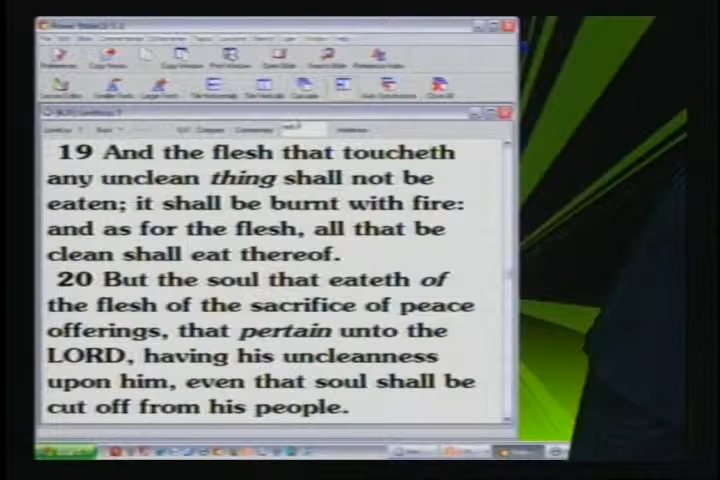 19 And the flesh that toucheth
any unclean thing shall not be
eaten; it shall be burnt with fire:
and as for the flesh, all that be
clean shall eat thereof.
20 But the soul that eateth of
the flesh of the sacrifice of peace
offerings, that pertain unto the
LORD, having his uncleanness
upon him, even that soul shall be
cut off from his people.